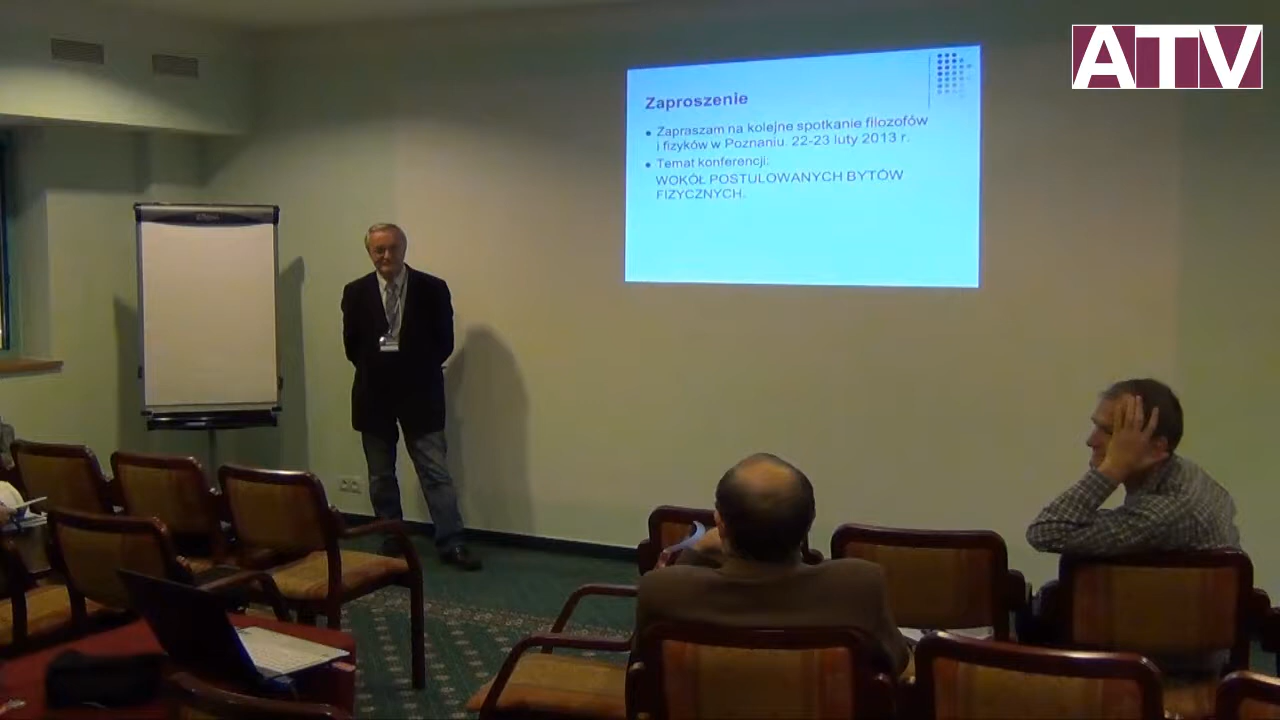 ATV
Zaproszenie
Zapraszam na kolejne spotkanie filozofów
i fizyków w Poznaniu. 22-23 luty 2013 r.
Temat konferencji:
WOKÓŁ POSTULOWANYCH BYTÓW
FIZYCZNYCH.